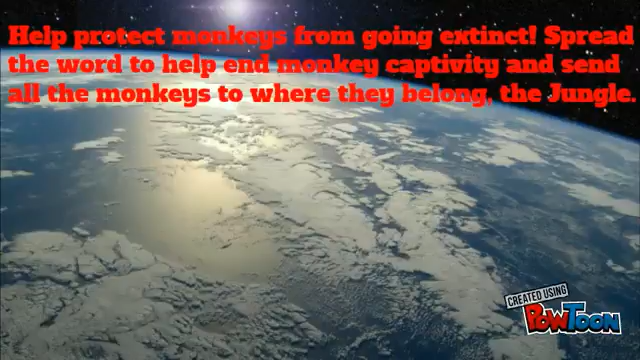 Help protect monkeys from going extinct! Spread
the word to help end monkey captivity and send
all the monkeys to where they belong, the Jungle.
CREATED USING
POWTOON